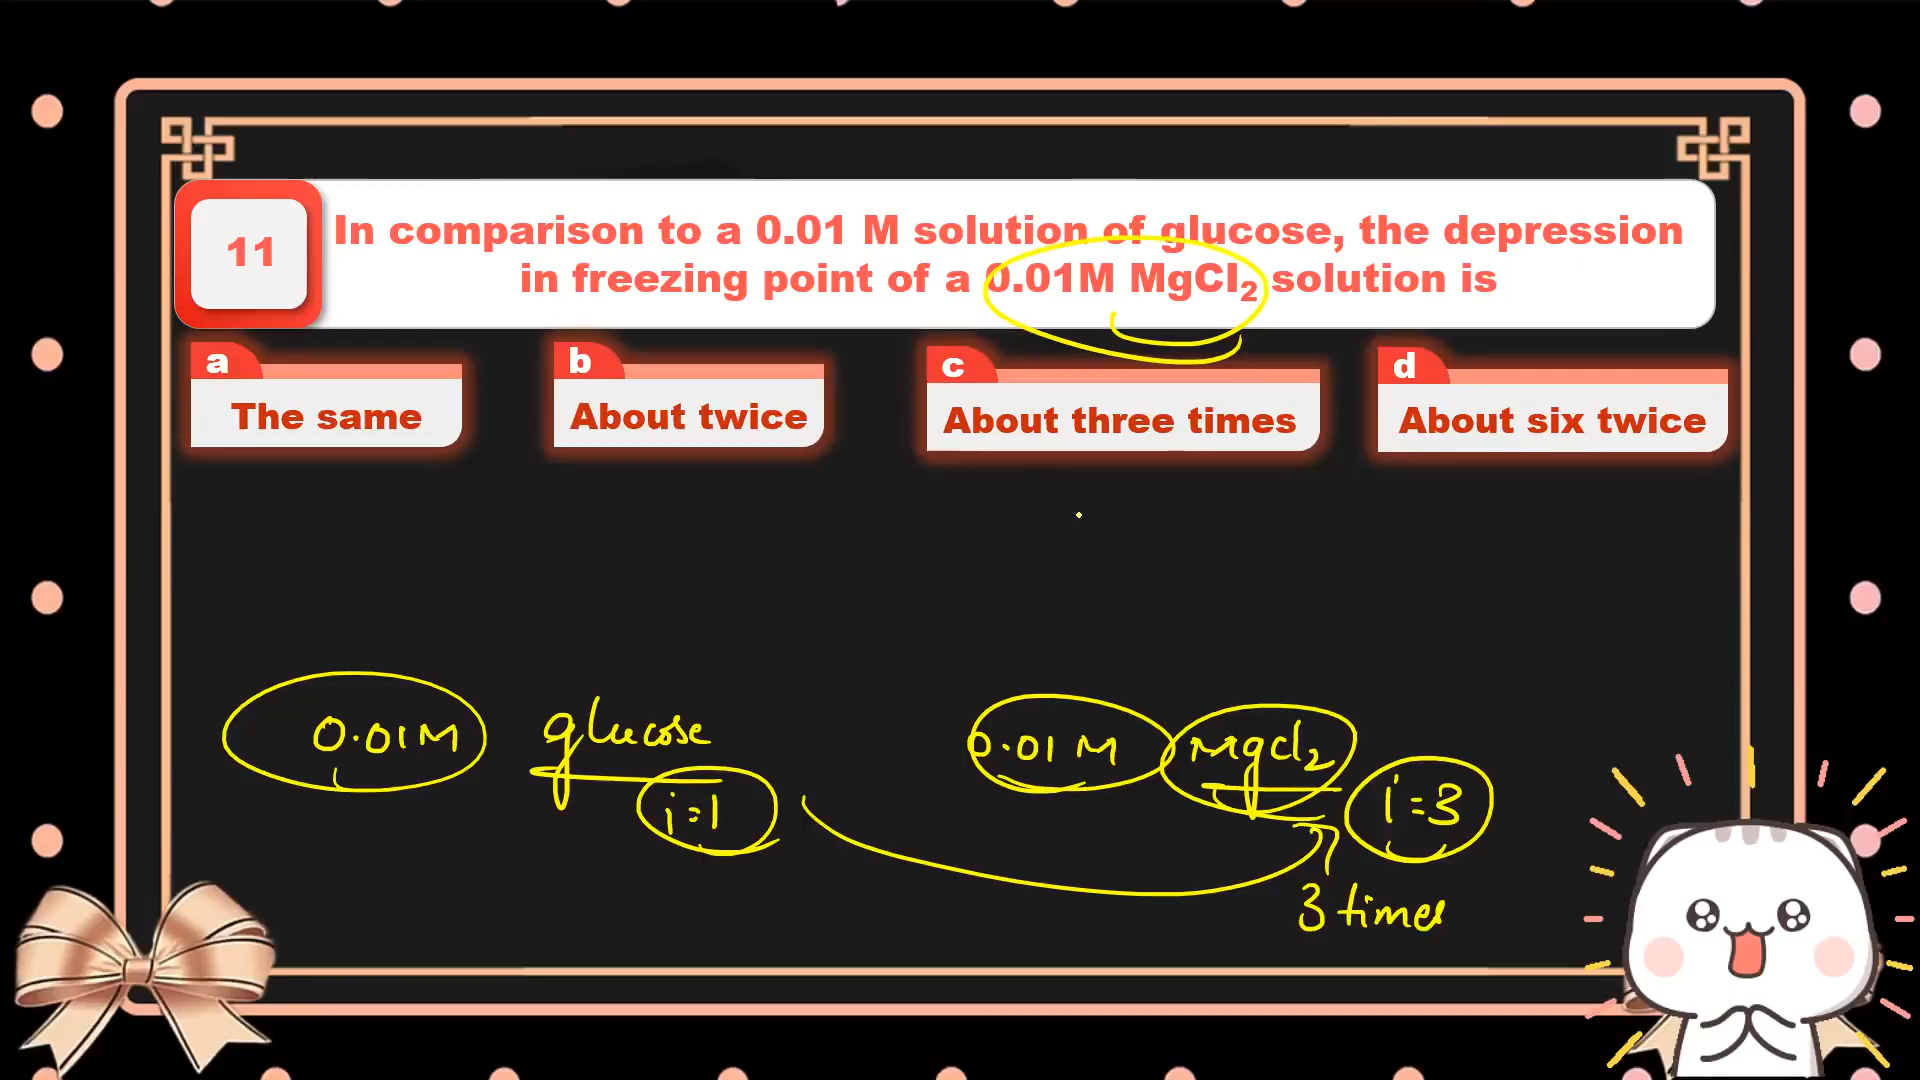 11
In comparison to a 0.01 M solution of glucose, the depression
in freezing point of a 0.01M MgCl₂ solution is
a
The same
b
About twice
c
About three times
d
About six twice
0.01M glucose
i=1
0.01 M MgCl₂
i=3
3 times